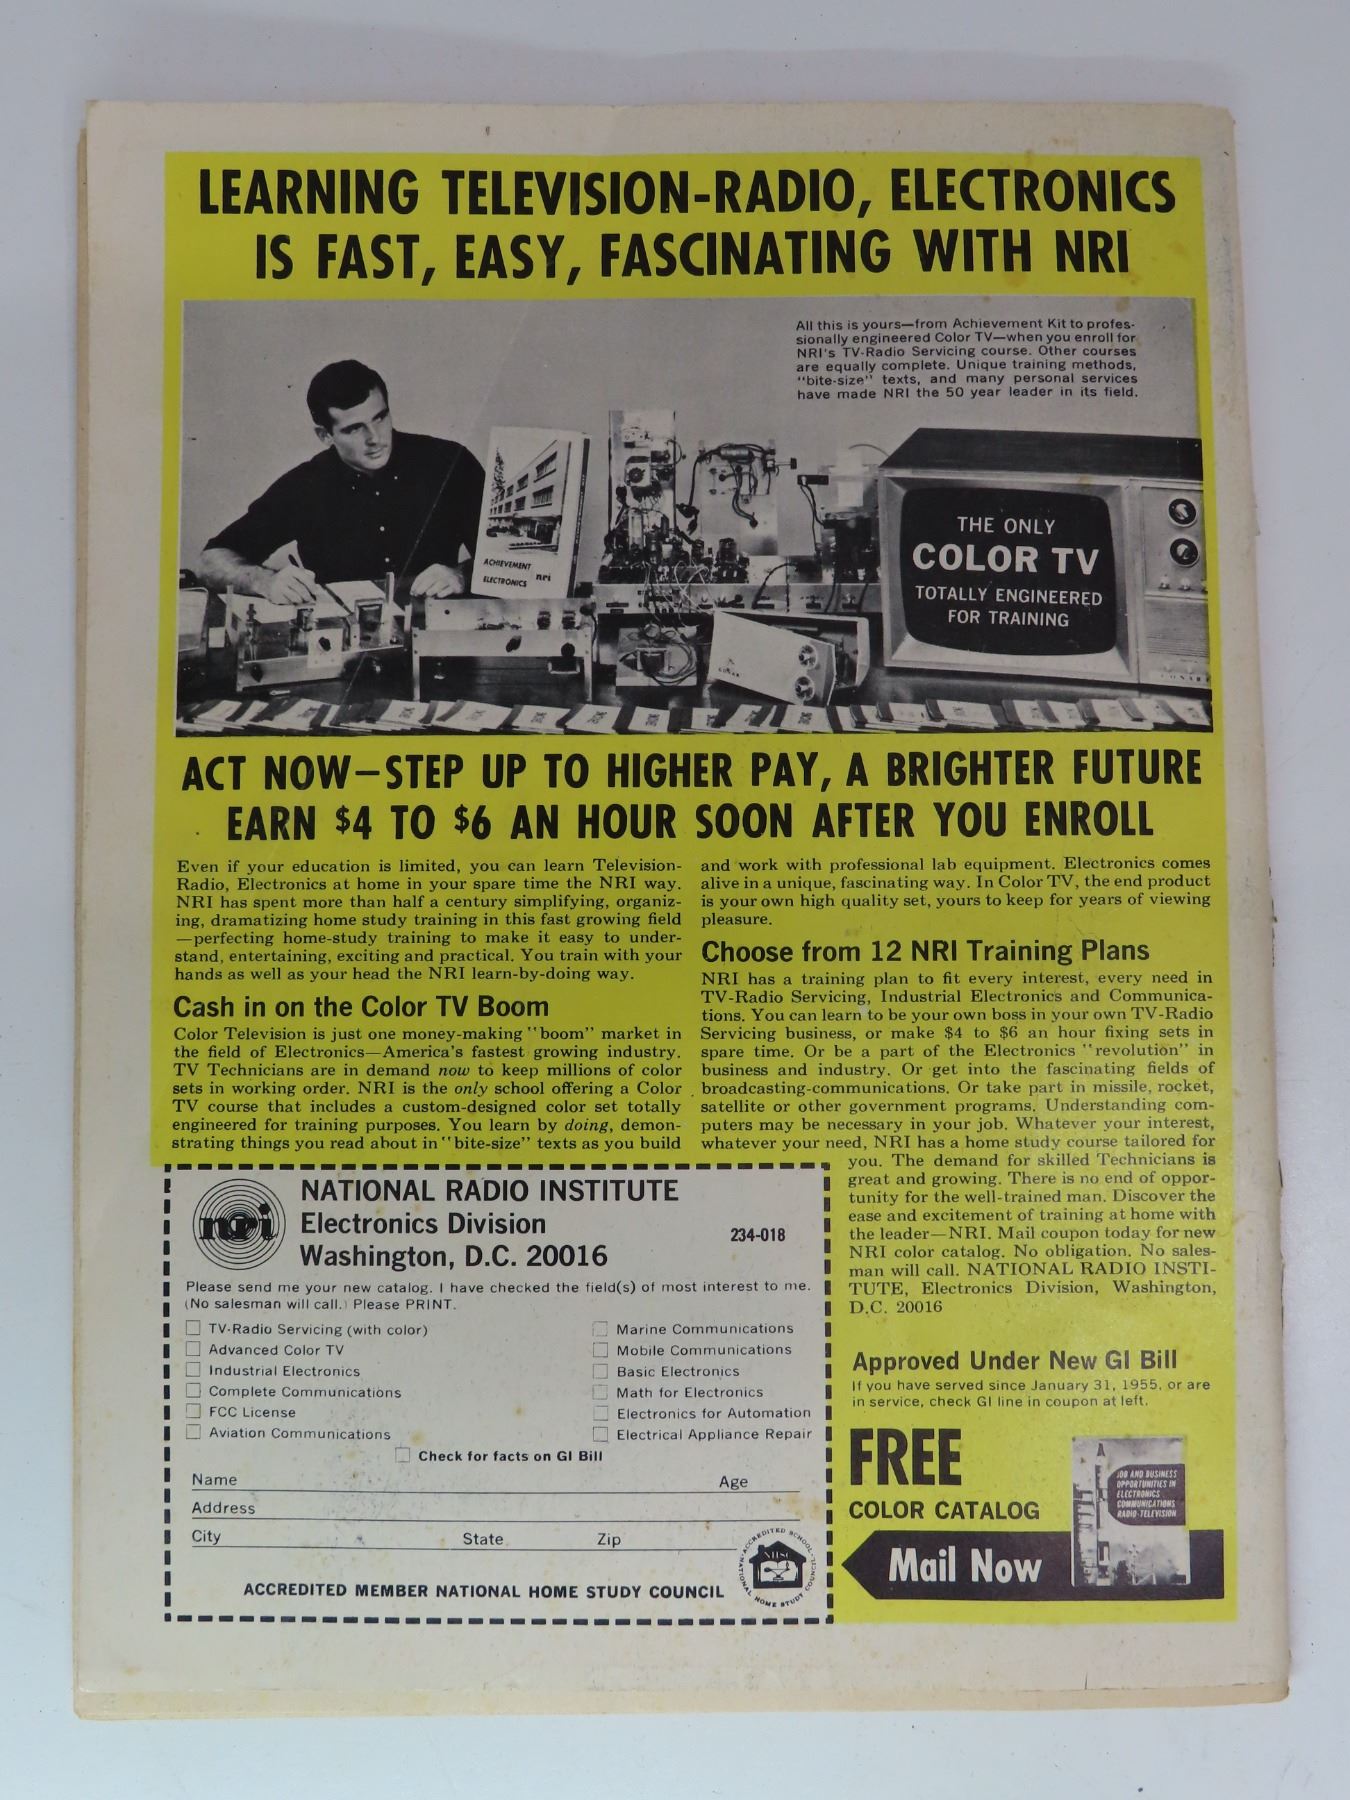 LEARNING TELEVISION-RADIO, ELECTRONICS
IS FAST, EASY, FASCINATING WITH NRI
All this is yours—from Achievement Kit to profes-
sionally engineered Color TV—when you enroll for
NRI's TV-Radio Servicing course. Other courses
are equally complete. Unique training methods,
"bite-size" texts, and many personal services
have made NRI the 50 year leader in its field.
ACHIEVEMENT
ELECTRONICS nri
THE ONLY
COLOR TV
TOTALLY ENGINEERED
FOR TRAINING
CONAR
CONAR
ACT NOW—STEP UP TO HIGHER PAY, A BRIGHTER FUTURE
EARN $4 TO $6 AN HOUR SOON AFTER YOU ENROLL
Even if your education is limited, you can learn Television-
Radio, Electronics at home in your spare time the NRI way.
NRI has spent more than half a century simplifying, organiz-
ing, dramatizing home study training in this fast growing field
—perfecting home-study training to make it easy to under-
stand, entertaining, exciting and practical. You train with your
hands as well as your head the NRI learn-by-doing way.
Cash in on the Color TV Boom
Color Television is just one money-making "boom" market in
the field of Electronics—America's fastest growing industry.
TV Technicians are in demand now to keep millions of color
sets in working order. NRI is the only school offering a Color
TV course that includes a custom-designed color set totally
engineered for training purposes. You learn by doing, demon-
strating things you read about in "bite-size" texts as you build
and work with professional lab equipment. Electronics comes
alive in a unique, fascinating way. In Color TV, the end product
is your own high quality set, yours to keep for years of viewing
pleasure.
Choose from 12 NRI Training Plans
NRI has a training plan to fit every interest, every need in
TV-Radio Servicing, Industrial Electronics and Communica-
tions. You can learn to be your own boss in your own TV-Radio
Servicing business, or make $4 to $6 an hour fixing sets in
spare time. Or be a part of the Electronics "revolution" in
business and industry. Or get into the fascinating fields of
broadcasting-communications. Or take part in missile, rocket,
satellite or other government programs. Understanding com-
puters may be necessary in your job. Whatever your interest,
whatever your need, NRI has a home study course tailored for
you. The demand for skilled Technicians is
great and growing. There is no end of oppor-
tunity for the well-trained man. Discover the
ease and excitement of training at home with
the leader—NRI. Mail coupon today for new
NRI color catalog. No obligation. No sales-
man will call. NATIONAL RADIO INSTI-
TUTE, Electronics Division, Washington,
D.C. 20016
nri
NATIONAL RADIO INSTITUTE
Electronics Division
Washington, D.C. 20016
234-018
Please send me your new catalog. I have checked the field(s) of most interest to me.
(No salesman will call.) Please PRINT.
TV-Radio Servicing (with color)
Advanced Color TV
Industrial Electronics
Complete Communications
FCC License
Aviation Communications
Marine Communications
Mobile Communications
Basic Electronics
Math for Electronics
Electronics for Automation
Electrical Appliance Repair
Check for facts on GI Bill
Name Age
Address
City State Zip
ACCREDITED MEMBER NATIONAL HOME STUDY COUNCIL
ACCREDITED SCHOOL
NATIONAL HOME STUDY COUNCIL
NHSC
Approved Under New GI Bill
If you have served since January 31, 1955, or are
in service, check GI line in coupon at left.
FREE
COLOR CATALOG
Mail Now
JOB AND BUSINESS
OPPORTUNITIES IN
ELECTRONICS
COMMUNICATIONS
RADIO-TELEVISION